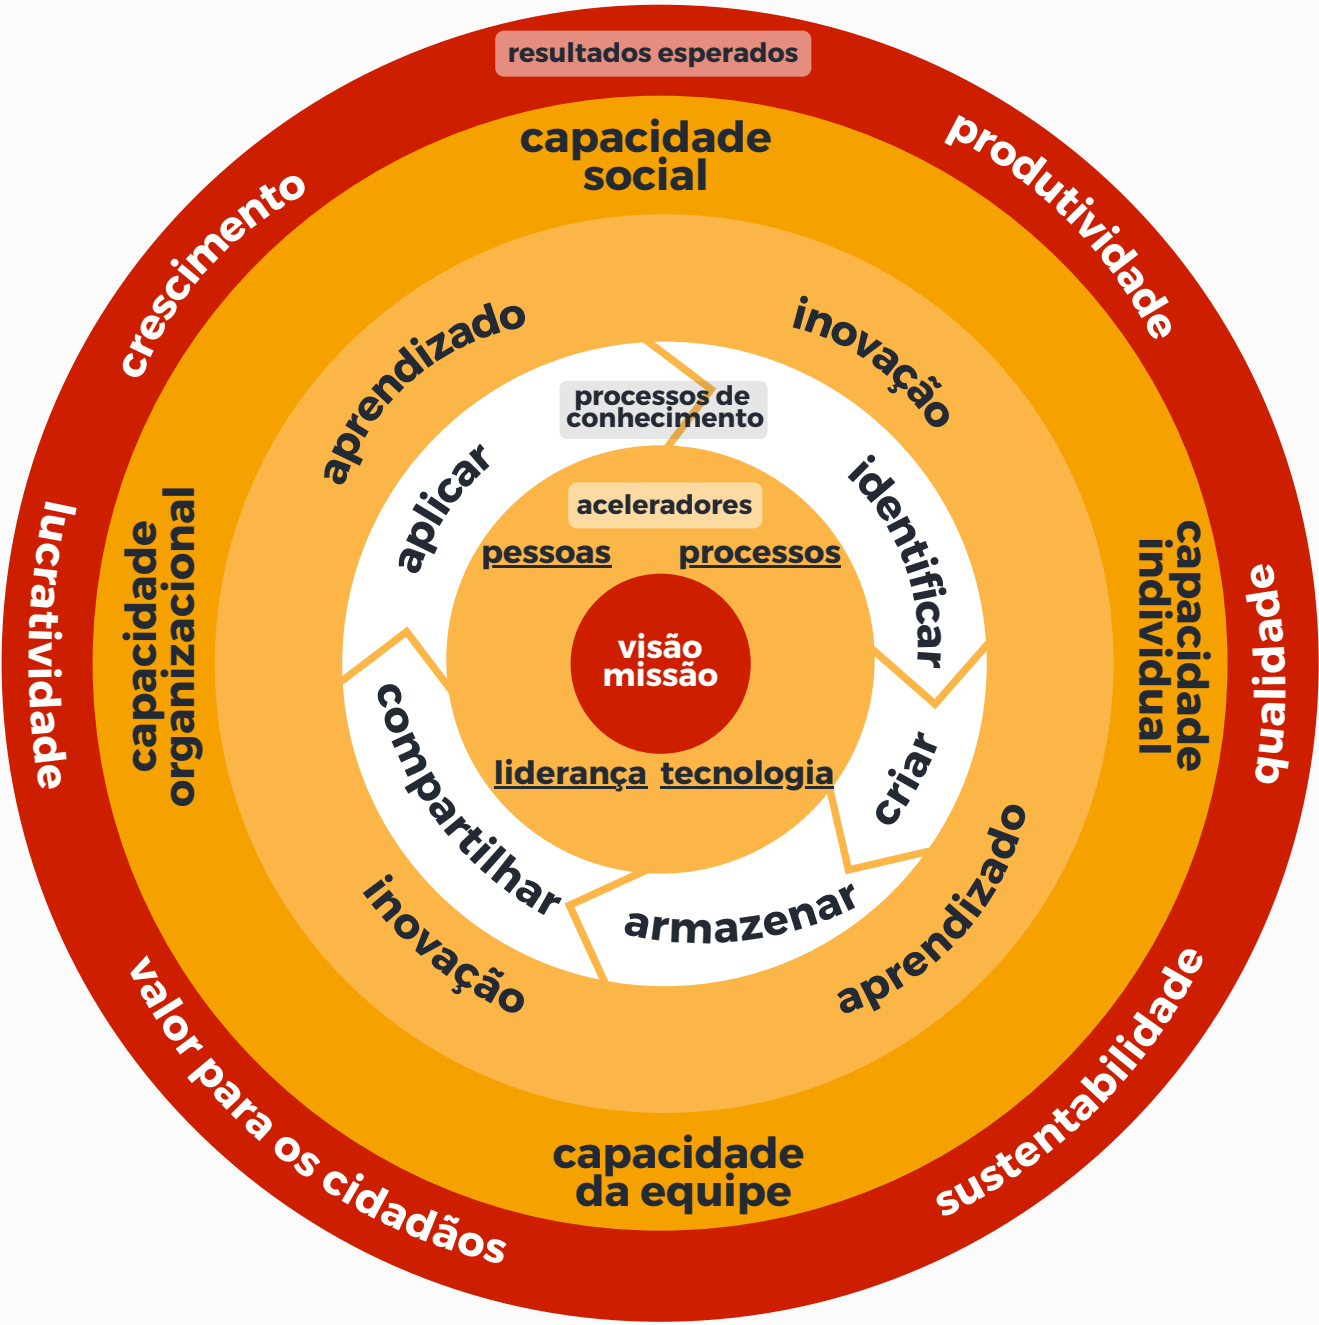 resultados esperados
produtividade
qualidade
sustentabilidade
valor para os cidadãos
lucratividade
crescimento
capacidade
social
capacidade
individual
capacidade
da equipe
capacidade
organizacional
aprendizado
inovação
aprendizado
inovação
processos de
conhecimento
identificar
criar
armazenar
compartilhar
aplicar
aceleradores
pessoas
processos
liderança
tecnologia
visão
missão